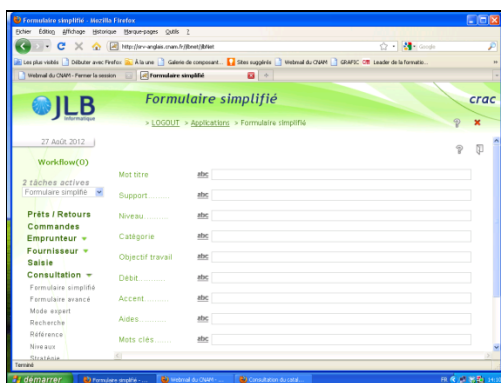 Formulaire simplifié - Mozilla Firefox
Fichier Édition Affichage Historique Marque-pages Outils ?
http://srv-anglais.cnam.fr/jlbnet/jlbNet
Google
Les plus visités Débuter avec Firefox À la une Galerie de composant... Sites suggérés Webmail du CNAM GRAFIC Leader de la formatio...
Webmail du CNAM - Fermer la session Formulaire simplifié
JLB Informatique
Formulaire simplifié
crac
> LOGOUT > Applications > Formulaire simplifié
27 Août 2012
Workflow(0)
2 tâches actives
Formulaire simplifié
Prêts / Retours
Commandes
Emprunteur
Fournisseur
Saisie
Consultation
Formulaire simplifié
Formulaire avancé
Mode expert
Recherche
Référence
Niveaux
Stratégie
Mot titre abc
Support abc
Niveau abc
Catégorie abc
Objectif travail abc
Débit abc
Accent abc
Aides abc
Mots clés abc
Terminé
démarrer Formulaire simplifié - ... Webmail du CNAM - ... Consultation du catal... FR